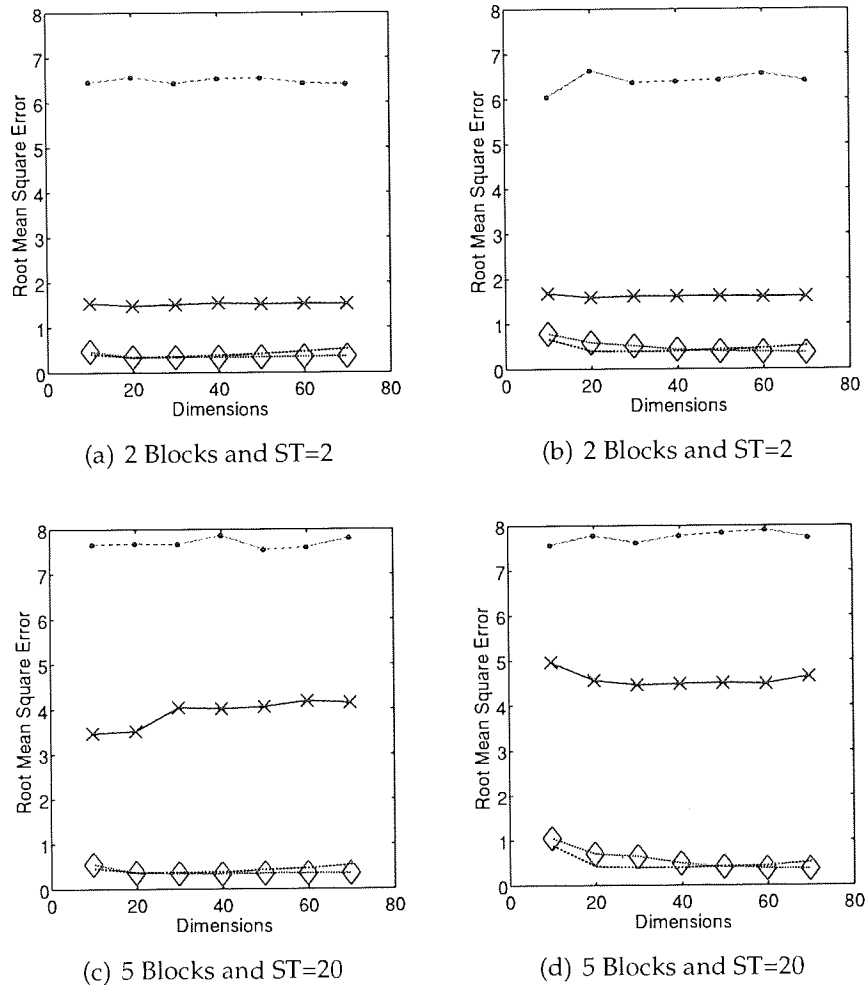 8
7
6
5
4
3
2
1
0
Root Mean Square Error
0 20 40 60 80
Dimensions
(a) 2 Blocks and ST=2
8
7
6
5
4
3
2
1
0
Root Mean Square Error
0 20 40 60 80
Dimensions
(b) 2 Blocks and ST=2
8
7
6
5
4
3
2
1
0
Root Mean Square Error
0 20 40 60 80
Dimensions
(c) 5 Blocks and ST=20
8
7
6
5
4
3
2
1
0
Root Mean Square Error
0 20 40 60 80
Dimensions
(d) 5 Blocks and ST=20